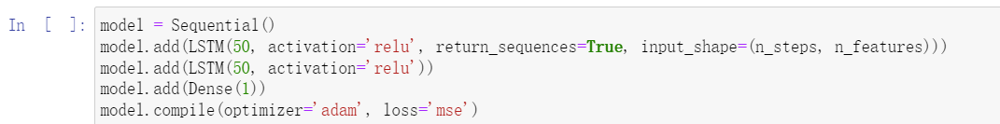 In [ ]: model = Sequential()
model.add(LSTM(50, activation='relu', return_sequences=True, input_shape=(n_steps, n_features)))
model.add(LSTM(50, activation='relu'))
model.add(Dense(1))
model.compile(optimizer='adam', loss='mse')